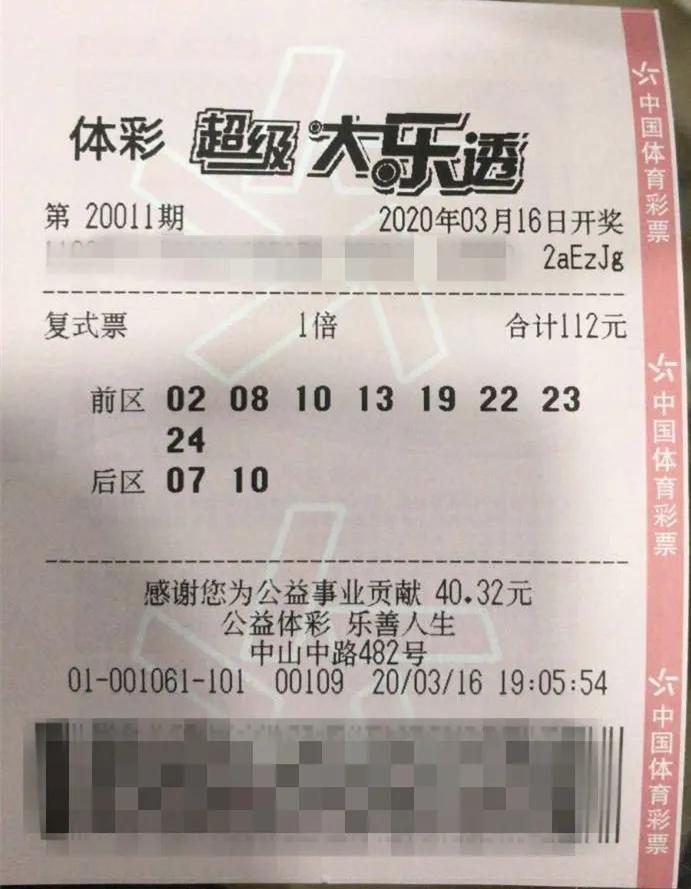 体彩 超级大乐透
第 20011期 2020年03月16日开奖
2aEzJg
复式票 1倍 合计112元
前区 02 08 10 13 19 22 23
24
后区 07 10
感谢您为公益事业贡献 40.32元
公益体彩 乐善人生
中山中路482号
01-001061-101 00109 20/03/16 19:05:54
中国体育彩票
中国体育彩票
中国体育彩票